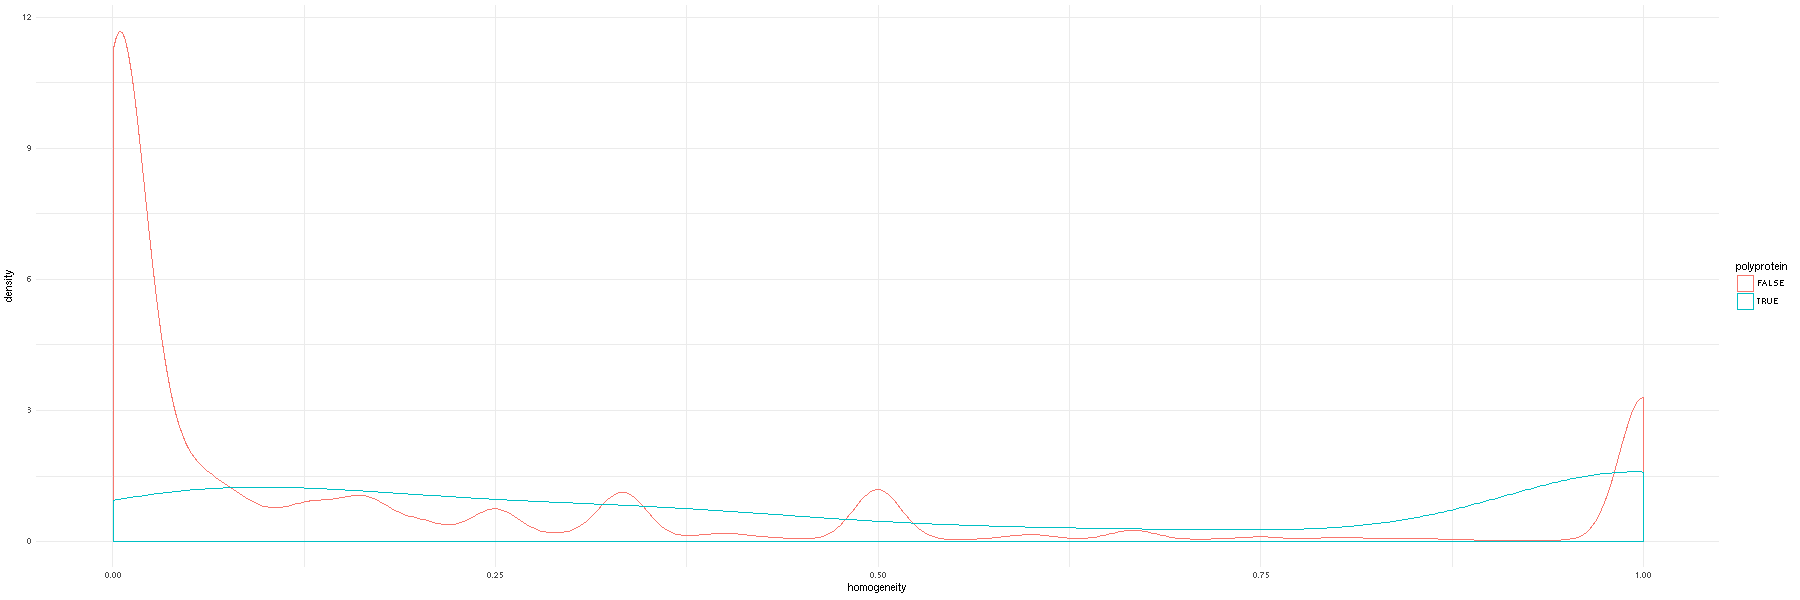 12
9
6
3
0
density
0.00
0.25
0.50
0.75
1.00
homogeneity
polyprotein
FALSE
TRUE